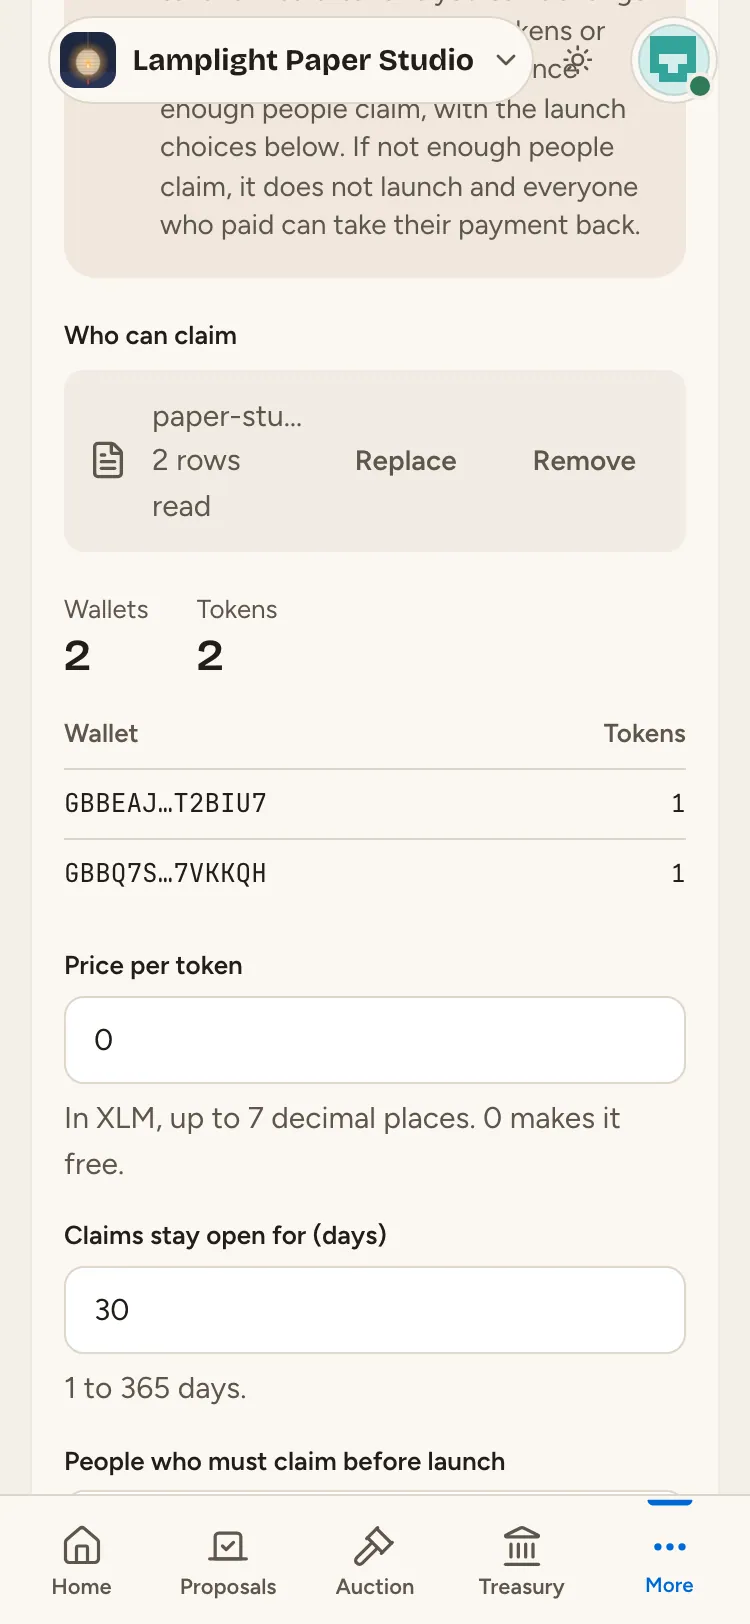 Lamplight Paper Studio
kens or
nce
enough people claim, with the launch
choices below. If not enough people
claim, it does not launch and everyone
who paid can take their payment back.
Who can claim
paper-stu...
2 rows
read
Replace
Remove
Wallets
Tokens
2
2
Wallet
Tokens
GBBEAJ…T2BIU7
1
GBBQ7S…7VKKQH
1
Price per token
0
In XLM, up to 7 decimal places. 0 makes it
free.
Claims stay open for (days)
30
1 to 365 days.
People who must claim before launch
Home
Proposals
Auction
Treasury
More